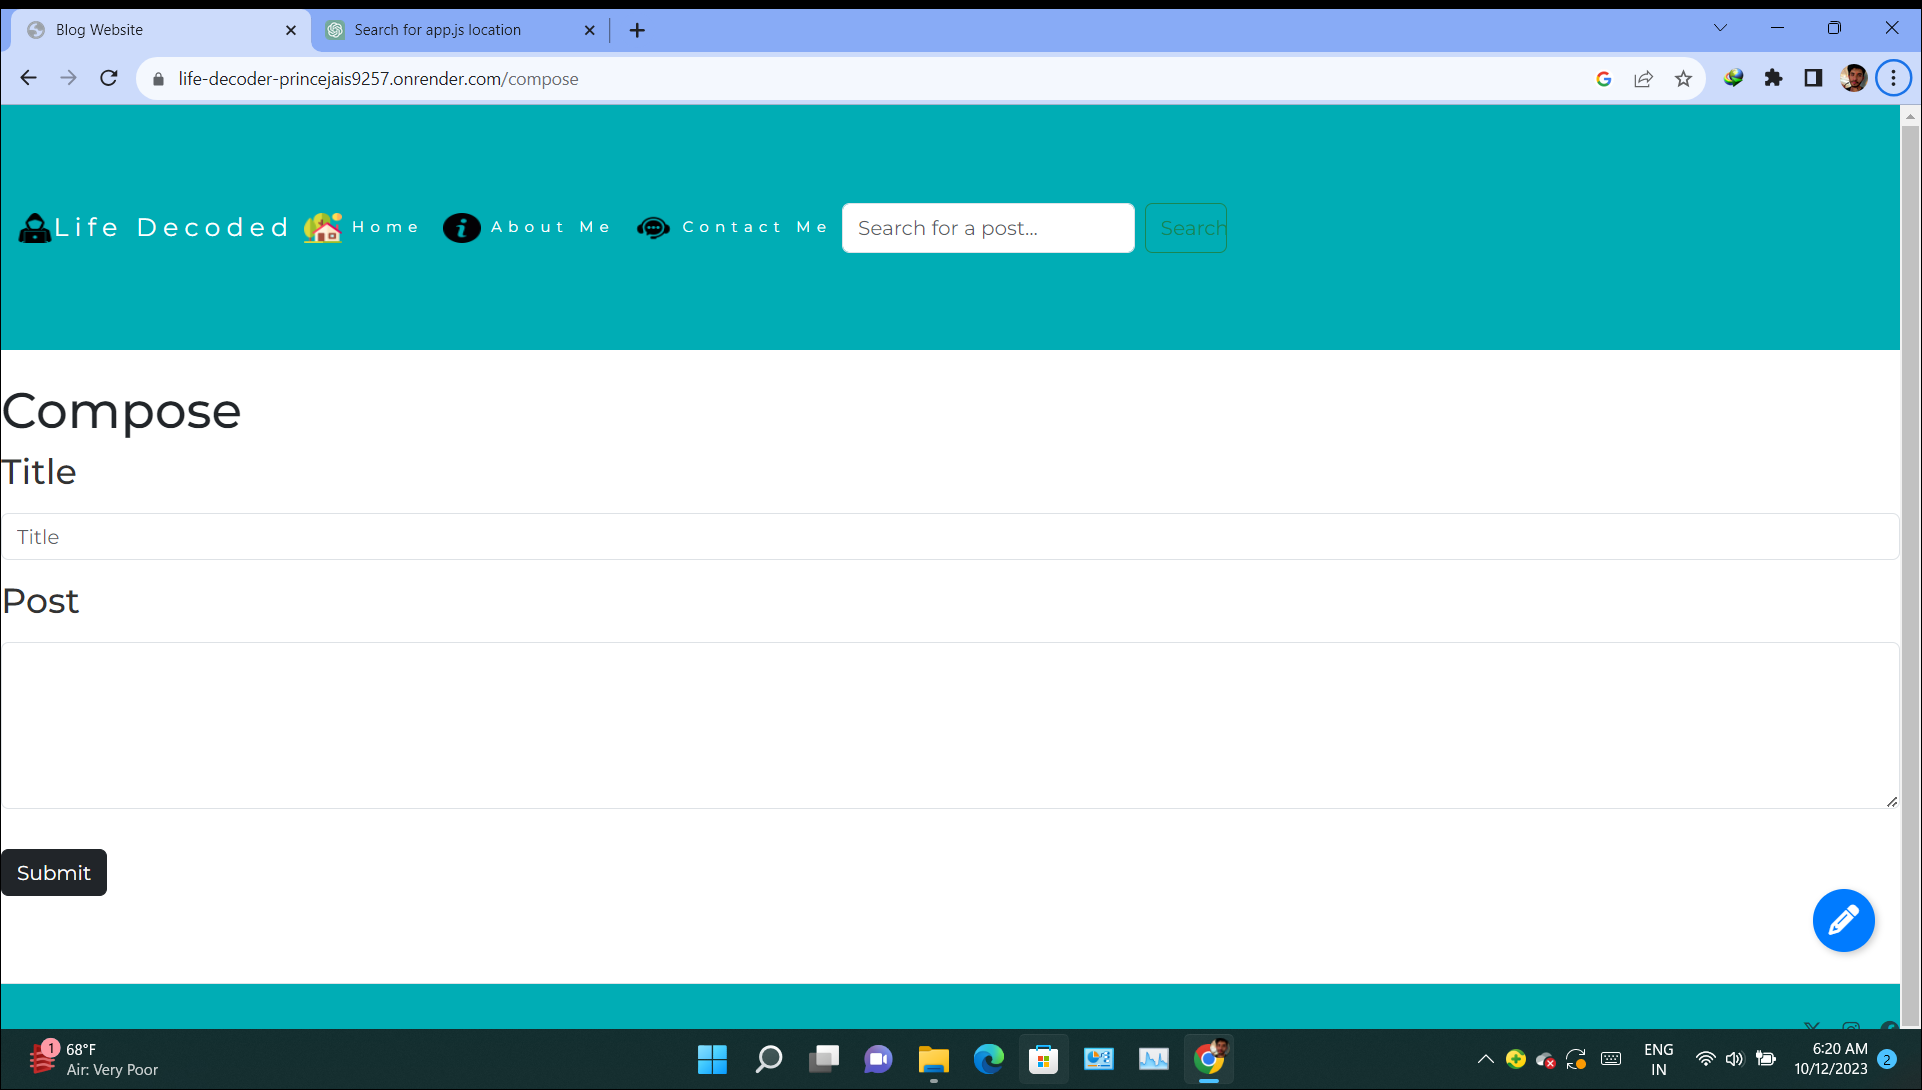 Blog Website
Search for app.js location
life-decoder-princejais9257.onrender.com/compose
Life Decoded Home About Me Contact Me Search for a post... Search
Compose
Title
Title
Post
Submit
1 68°F
Air: Very Poor
ENG
IN
6:20 AM
10/12/2023
2